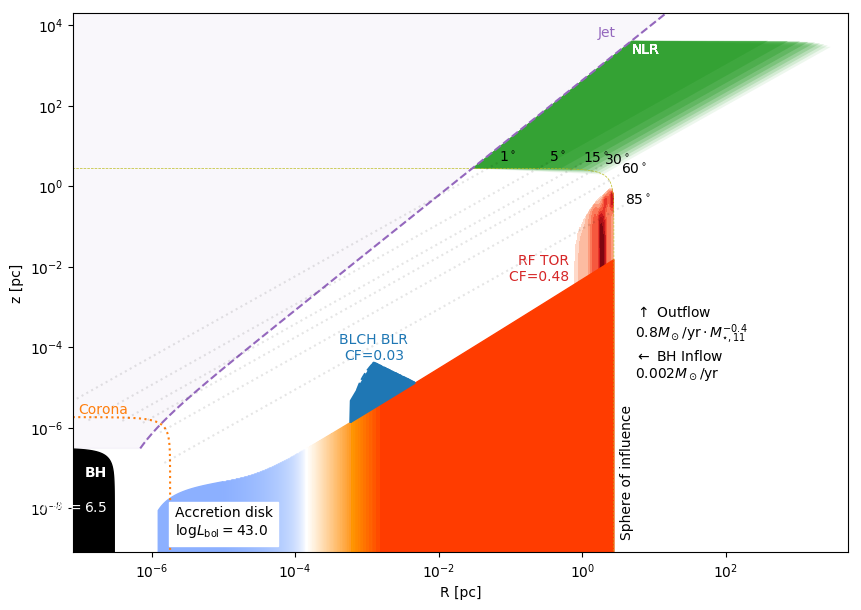 10⁴
10²
10⁰
10⁻²
10⁻⁴
10⁻⁶
10⁻⁸
z [pc]
Jet
NLR
1°
5°
15°
30°
60°
85°
RF TOR
CF=0.48
BLCH BLR
CF=0.03
↑ Outflow
0.8M⊙/yr · M⋆,11^−0.4
← BH Inflow
0.002M⊙/yr
Corona
BH
= 6.5
Accretion disk
logL_bol = 43.0
Sphere of influence
10⁻⁶
10⁻⁴
10⁻²
10⁰
10²
R [pc]